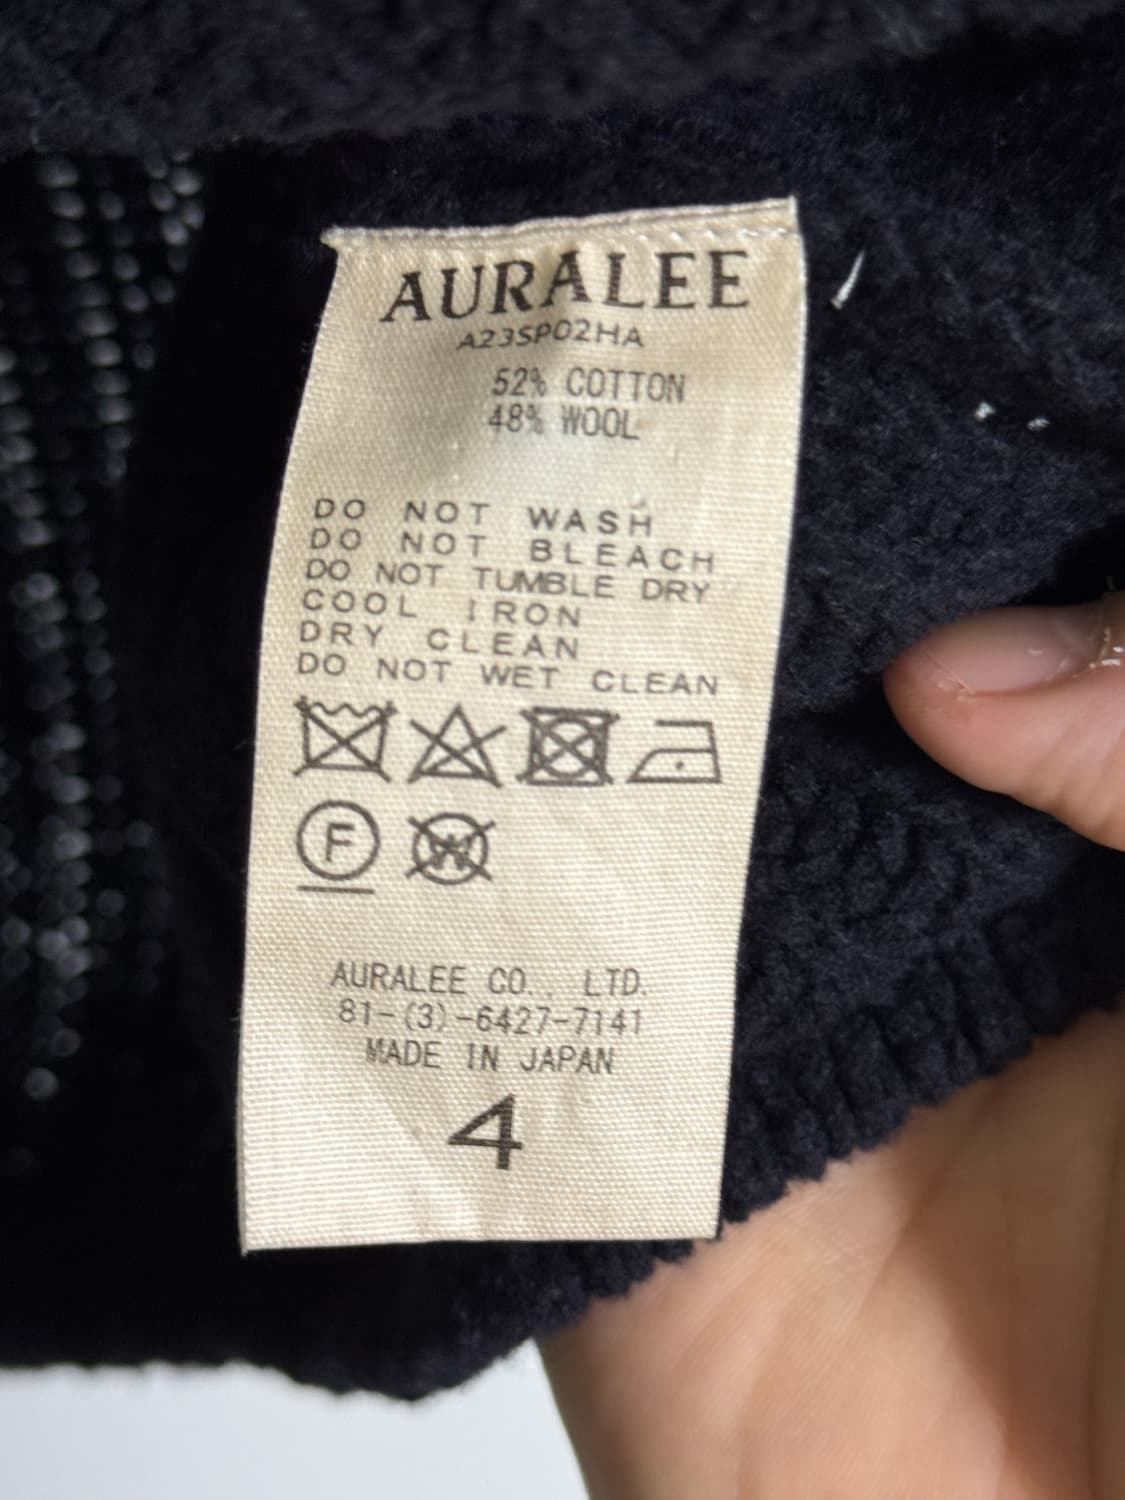 AURALEE
A23SP02HA
52% COTTON
48% WOOL
DO NOT WASH
DO NOT BLEACH
DO NOT TUMBLE DRY
COOL IRON
DRY CLEAN
DO NOT WET CLEAN
F W
AURALEE CO., LTD.
81-(3)-6427-7141
MADE IN JAPAN
4